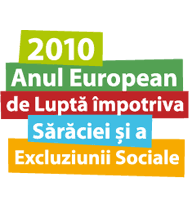 2010
Anul European
de Luptă împotriva
Sărăciei și a
Excluziunii Sociale